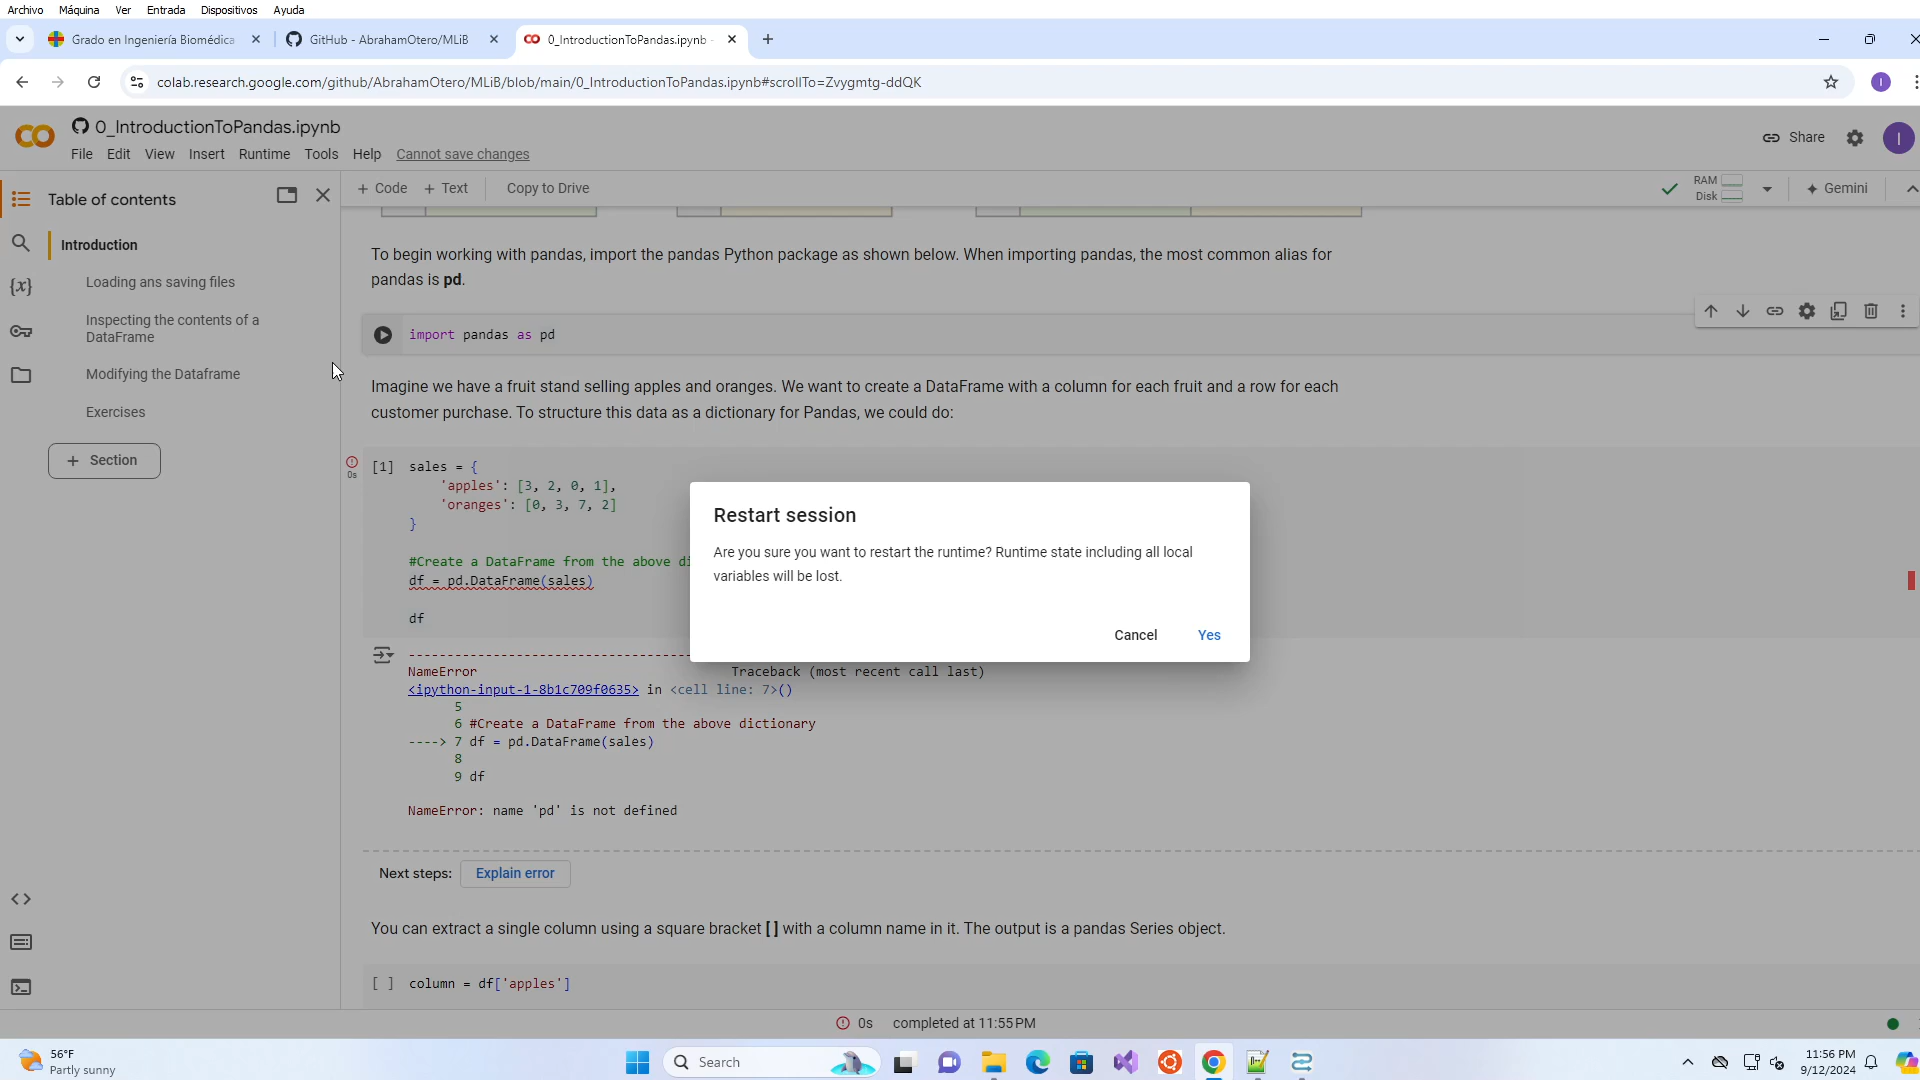 Archivo Máquina Ver Entrada Dispositivos Ayuda
Grado en Ingeniería Biomédica
GitHub - AbrahamOtero/MLiB
0_IntroductionToPandas.ipynb -
colab.research.google.com/github/AbrahamOtero/MLiB/blob/main/0_IntroductionToPandas.ipynb#scrollTo=Zvygmtg-ddQK
I
0_IntroductionToPandas.ipynb
Share
I
File Edit View Insert Runtime Tools Help Cannot save changes
Table of contents
+ Code + Text Copy to Drive
RAM
Disk
Gemini
Introduction
Loading ans saving files
Inspecting the contents of a
DataFrame
Modifying the Dataframe
Exercises
+ Section
To begin working with pandas, import the pandas Python package as shown below. When importing pandas, the most common alias for
pandas is pd.
import pandas as pd
Imagine we have a fruit stand selling apples and oranges. We want to create a DataFrame with a column for each fruit and a row for each
customer purchase. To structure this data as a dictionary for Pandas, we could do:
0s
[1] sales = {
'apples': [3, 2, 0, 1],
'oranges': [0, 3, 7, 2]
}
#Create a DataFrame from the above di
df = pd.DataFrame(sales)
df
Restart session
Are you sure you want to restart the runtime? Runtime state including all local
variables will be lost.
Cancel Yes
---------------------------------------
NameError Traceback (most recent call last)
<ipython-input-1-8b1c709f0635> in <cell line: 7>()
5
6 #Create a DataFrame from the above dictionary
----> 7 df = pd.DataFrame(sales)
8
9 df
NameError: name 'pd' is not defined
Next steps: Explain error
You can extract a single column using a square bracket [ ] with a column name in it. The output is a pandas Series object.
[ ] column = df['apples']
0s completed at 11:55 PM
56°F
Partly sunny
Search
11:56 PM
9/12/2024